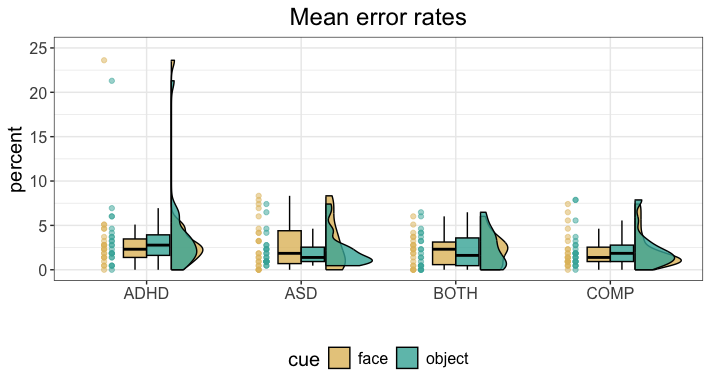 Mean error rates
percent
25
20
15
10
5
0
ADHD ASD BOTH COMP
cue face object